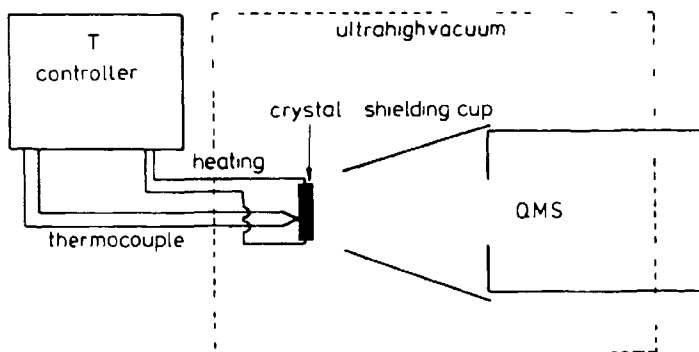 ultrahighvacuum
T
controller
crystal
shielding cup
heating
QMS
thermocouple